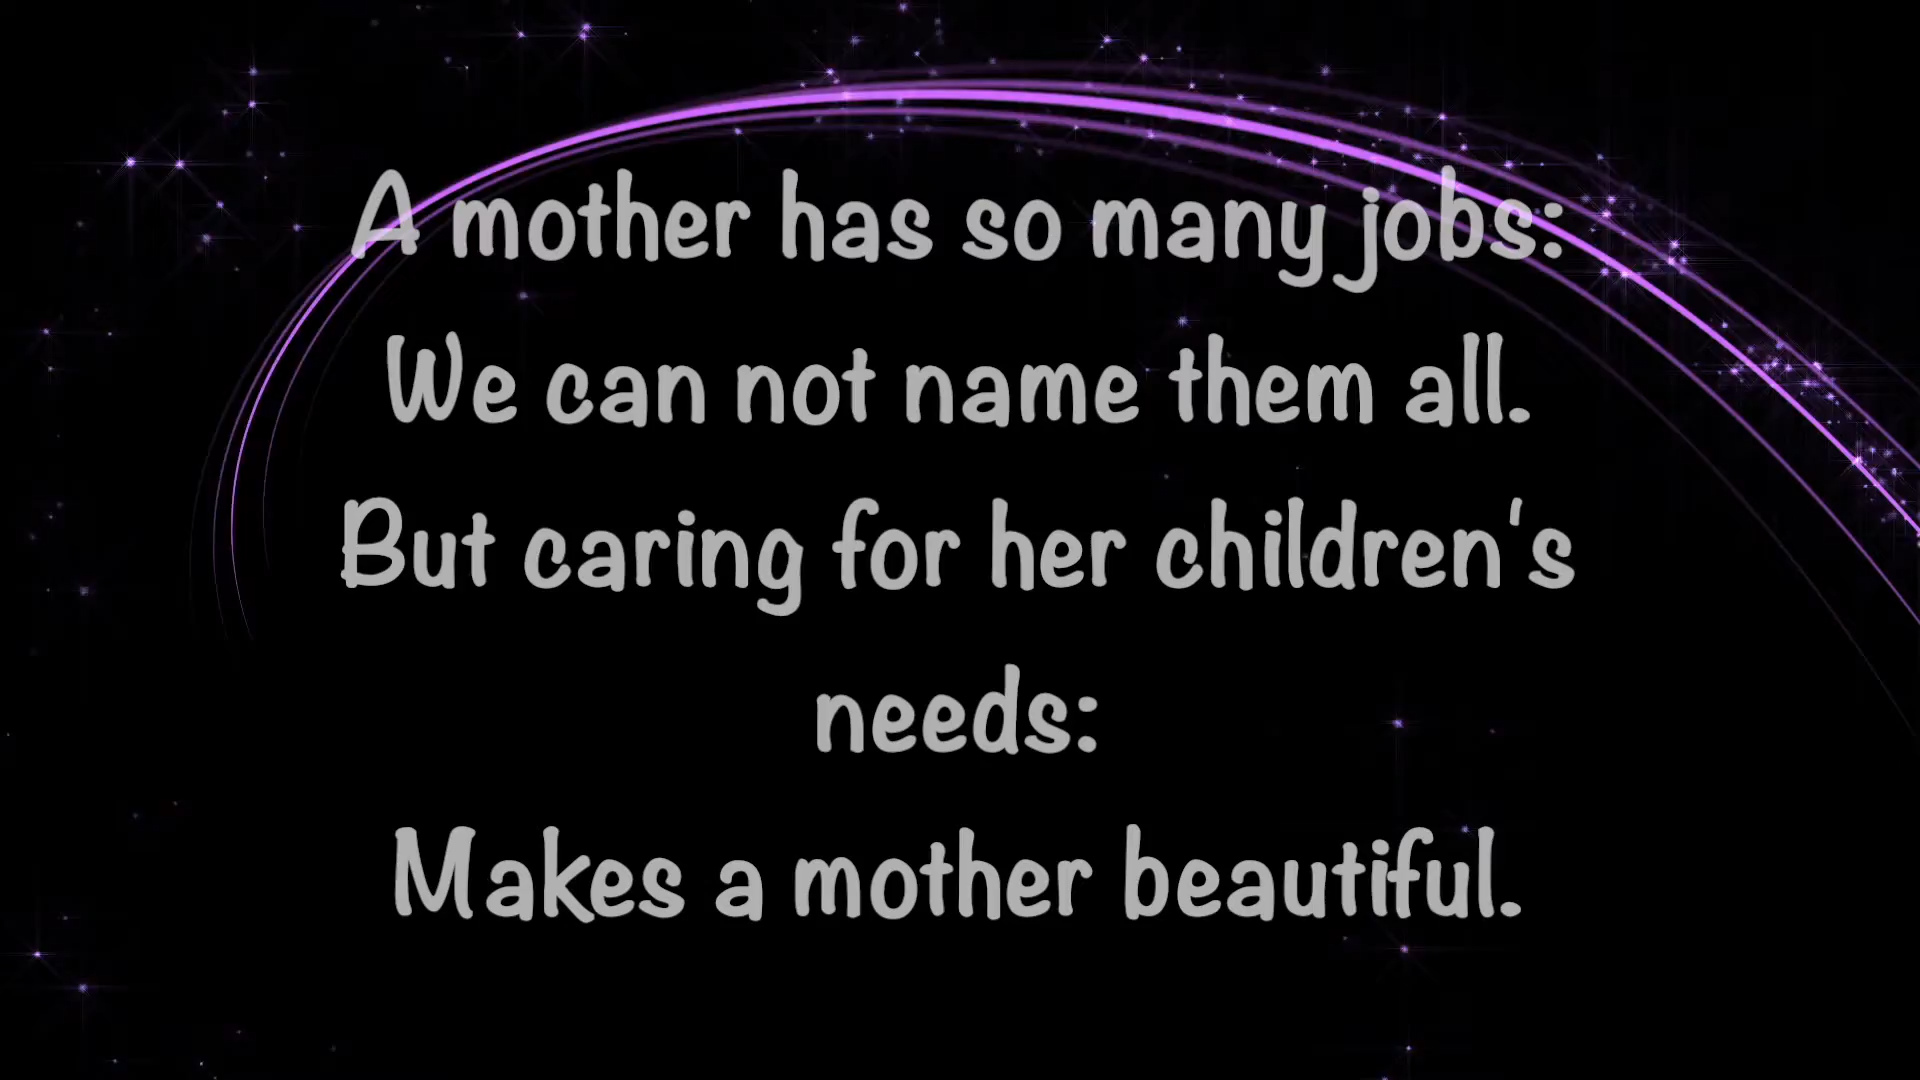 A mother has so many jobs:
We can not name them all.
But caring for her children's
needs:
Makes a mother beautiful.